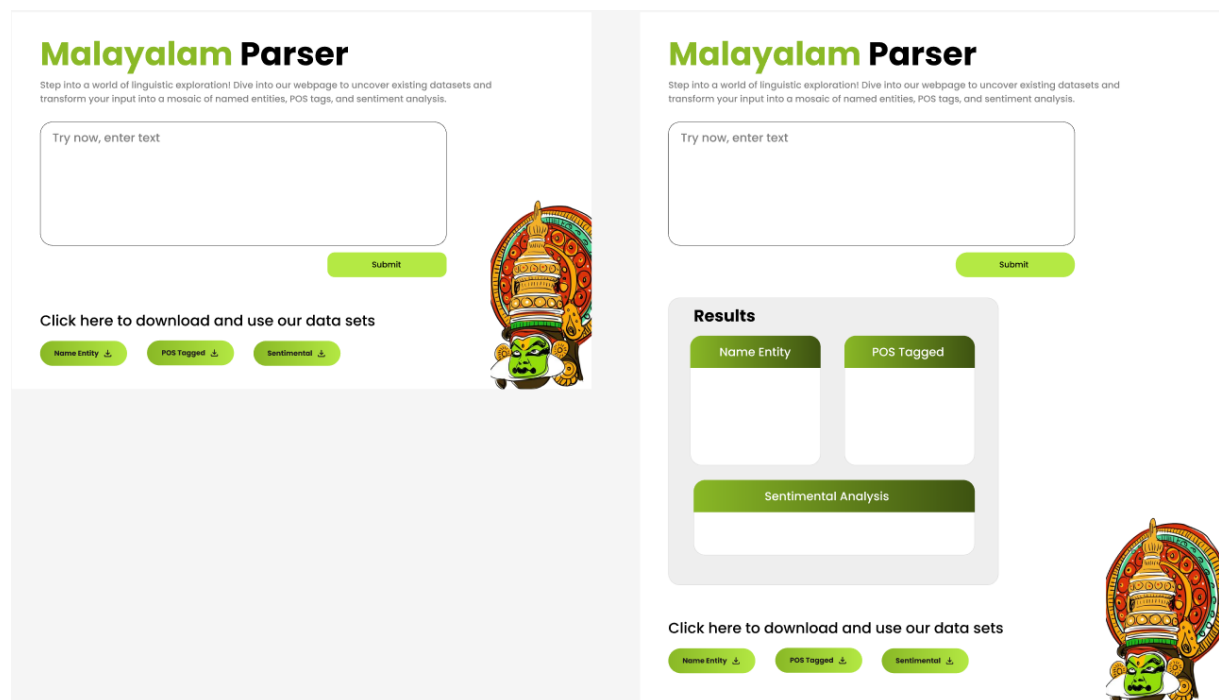 Malayalam Parser
Step into a world of linguistic exploration! Dive into our webpage to uncover existing datasets and
transform your input into a mosaic of named entities, POS tags, and sentiment analysis.
Try now, enter text
Submit
Click here to download and use our data sets
Name Entity
POS Tagged
Sentimental
Malayalam Parser
Step into a world of linguistic exploration! Dive into our webpage to uncover existing datasets and
transform your input into a mosaic of named entities, POS tags, and sentiment analysis.
Try now, enter text
Submit
Results
Name Entity
POS Tagged
Sentimental Analysis
Click here to download and use our data sets
Name Entity
POS Tagged
Sentimental